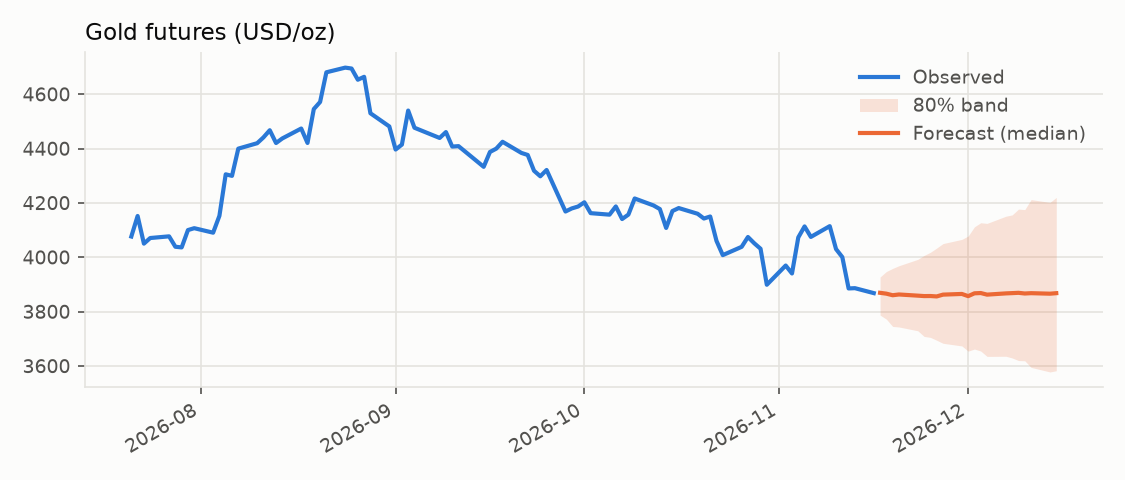 Gold futures (USD/oz)
Observed
80% band
Forecast (median)
4600
4400
4200
4000
3800
3600
2026-08
2026-09
2026-10
2026-11
2026-12